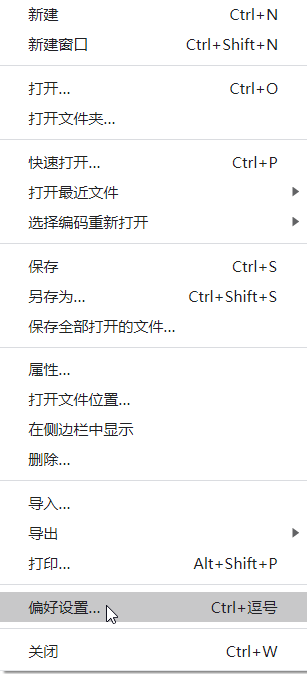 新建 Ctrl+N
新建窗口 Ctrl+Shift+N
打开... Ctrl+O
打开文件夹...
快速打开... Ctrl+P
打开最近文件
选择编码重新打开
保存 Ctrl+S
另存为... Ctrl+Shift+S
保存全部打开的文件...
属性...
打开文件位置...
在侧边栏中显示
删除...
导入...
导出
打印... Alt+Shift+P
偏好设置... Ctrl+逗号
关闭 Ctrl+W